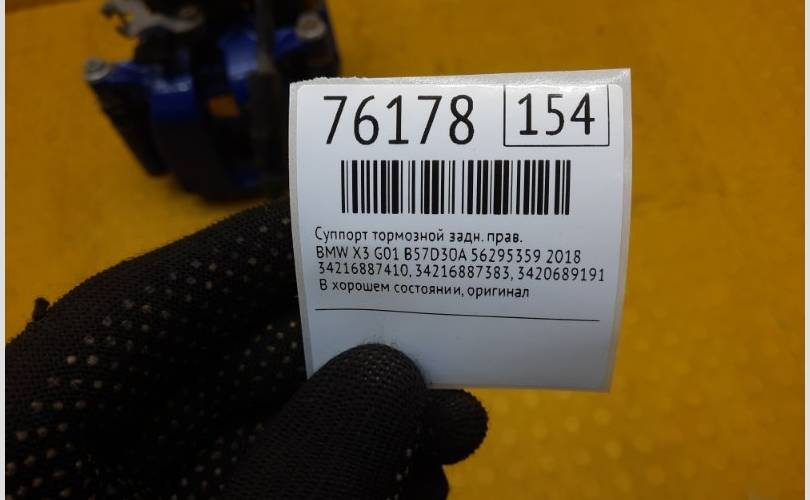 76178 154
Суппорт тормозной задн. прав.
BMW X3 G01 B57D30A 56295359 2018
34216887410, 34216887383, 3420689191
В хорошем состоянии, оригинал